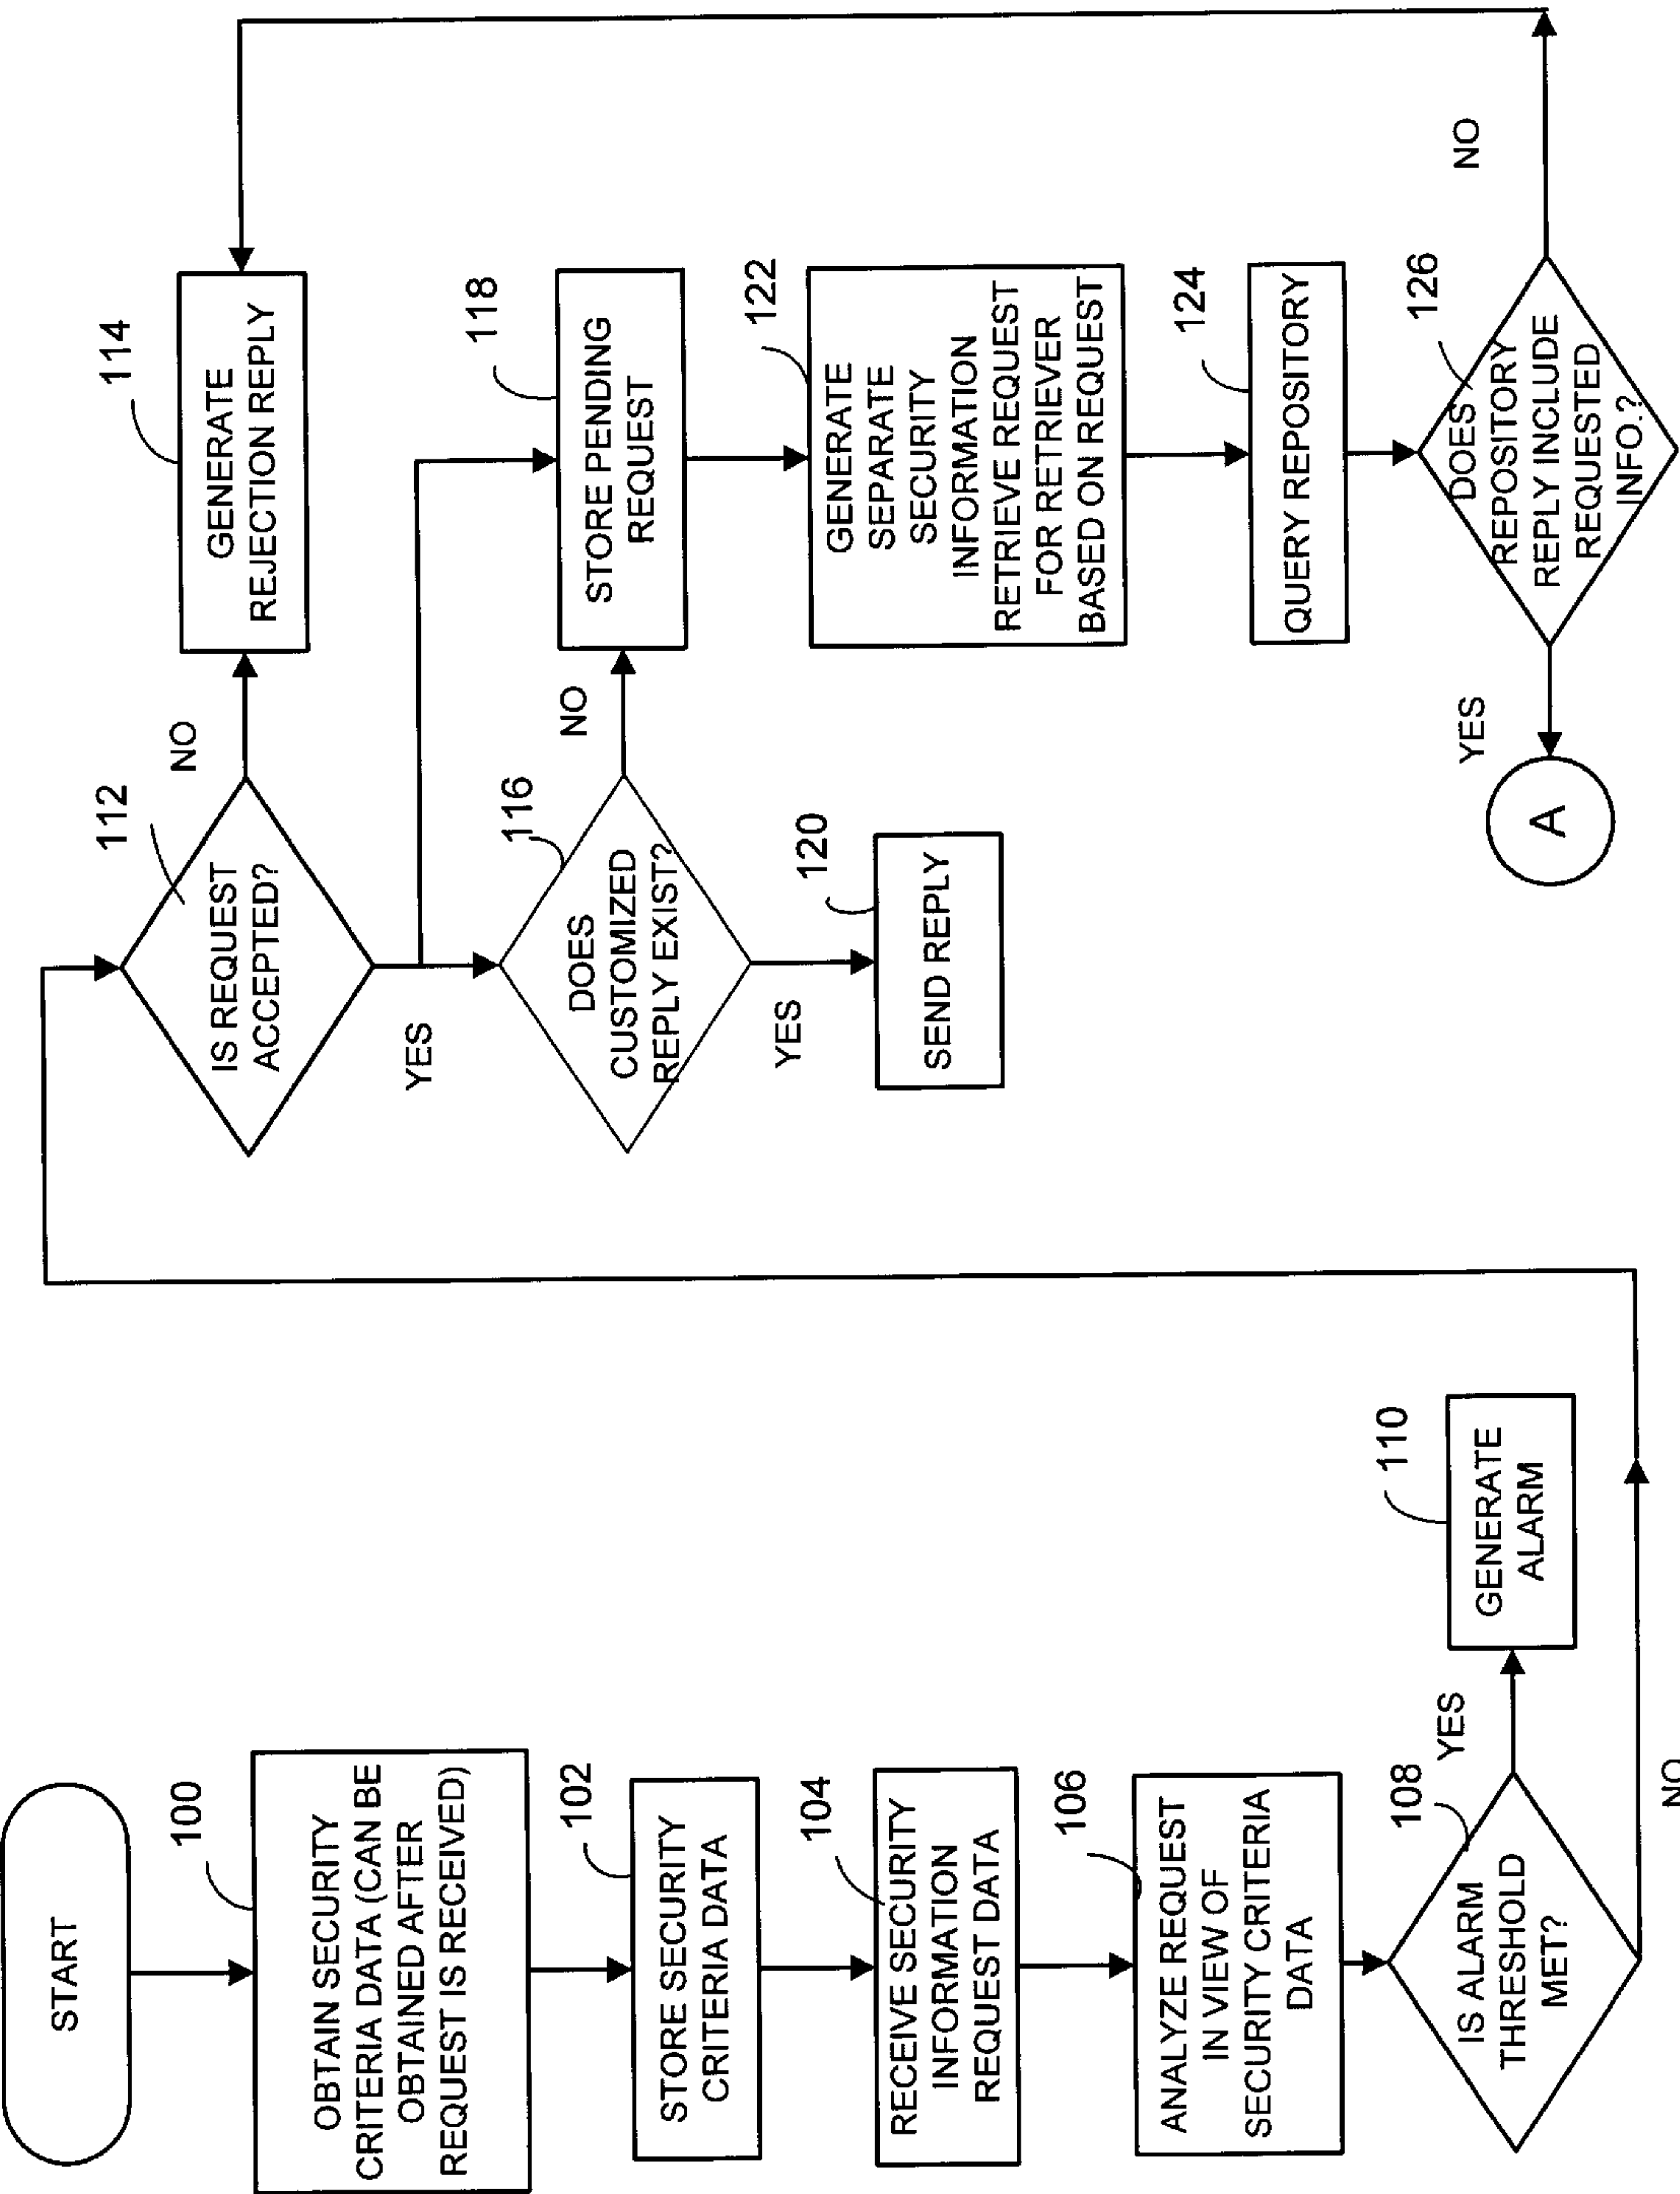 START
100
OBTAIN SECURITY
CRITERIA DATA (CAN BE
OBTAINED AFTER
REQUEST IS RECEIVED)
102
STORE SECURITY
CRITERIA DATA
104
RECEIVE SECURITY
INFORMATION
REQUEST DATA
106
ANALYZE REQUEST
IN VIEW OF
SECURITY CRITERIA
DATA
108
IS ALARM
THRESHOLD
MET?
YES
110
GENERATE
ALARM
NO
112
IS REQUEST
ACCEPTED?
NO
114
GENERATE
REJECTION REPLY
YES
116
DOES
CUSTOMIZED
REPLY EXIST?
NO
118
STORE PENDING
REQUEST
YES
120
SEND REPLY
122
GENERATE
SEPARATE
SECURITY
INFORMATION
RETRIEVE REQUEST
FOR RETRIEVER
BASED ON REQUEST
124
QUERY REPOSITORY
126
DOES
REPOSITORY
REPLY INCLUDE
REQUESTED
INFO.?
NO
YES
A